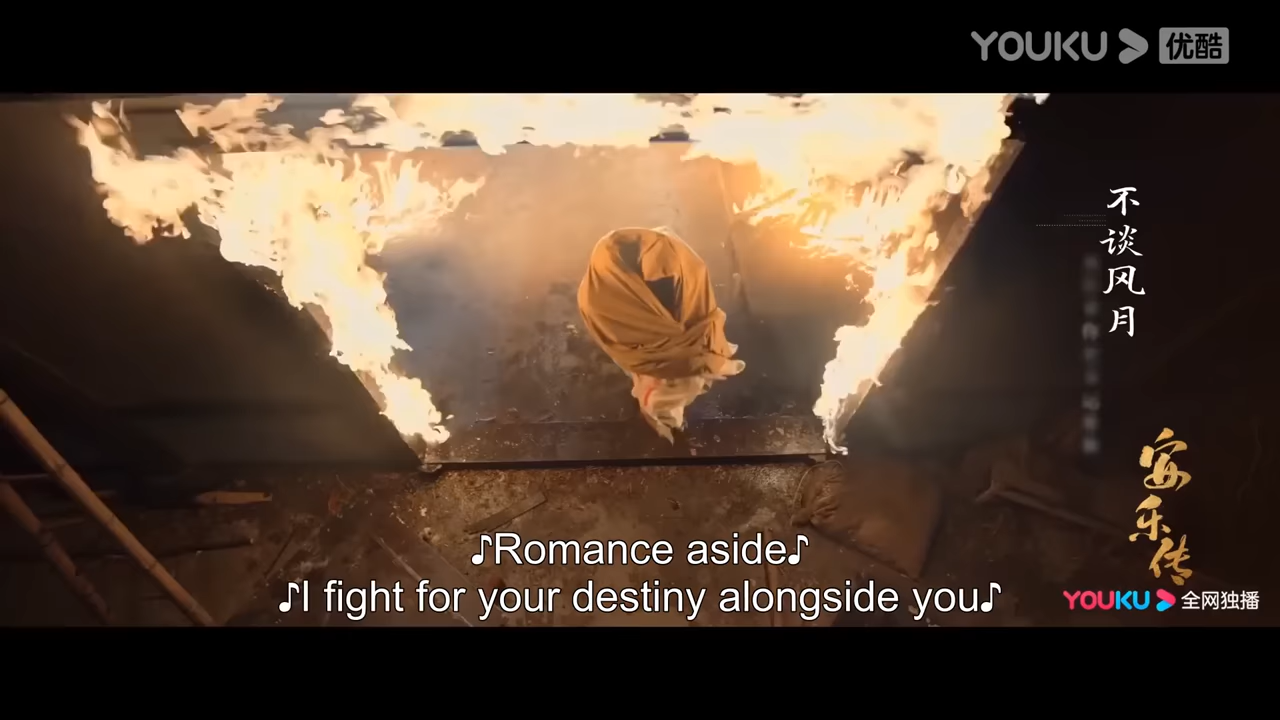 YOUKU 优酷
不谈风月
安乐传
YOUKU 全网独播
♪Romance aside♪
♪I fight for your destiny alongside you♪